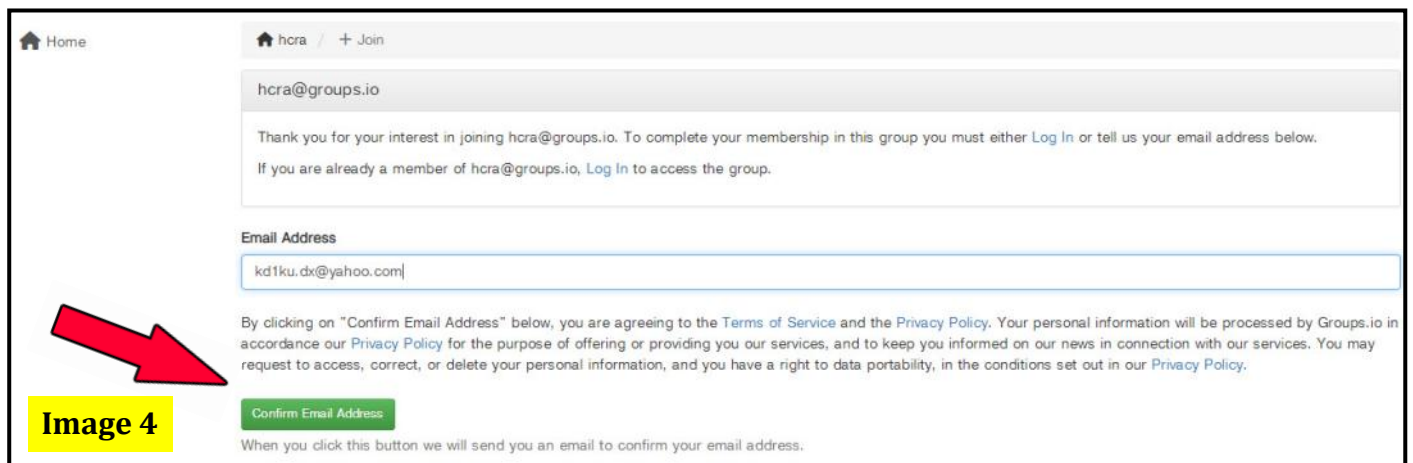 Home
hcra / + Join
hcra@groups.io
Thank you for your interest in joining hcra@groups.io. To complete your membership in this group you must either Log In or tell us your email address below.
If you are already a member of hcra@groups.io, Log In to access the group.
Email Address
kd1ku.dx@yahoo.com
By clicking on "Confirm Email Address" below, you are agreeing to the Terms of Service and the Privacy Policy. Your personal information will be processed by Groups.io in
accordance our Privacy Policy for the purpose of offering or providing you our services, and to keep you informed on our news in connection with our services. You may
request to access, correct, or delete your personal information, and you have a right to data portability, in the conditions set out in our Privacy Policy.
Confirm Email Address
Image 4
When you click this button we will send you an email to confirm your email address.